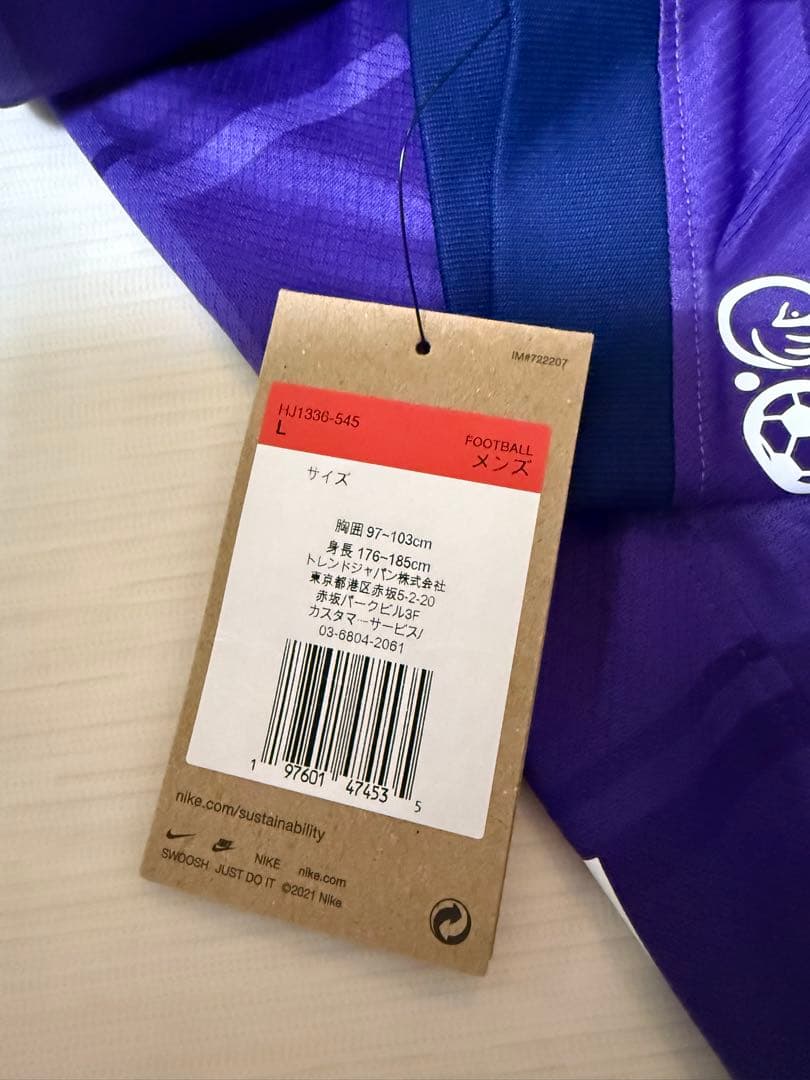 IM#722207
HJ1336-545
L
FOOTBALL
メンズ
サイズ
胸囲 97~103cm
身長 176~185cm
トレンドジャパン株式会社
東京都港区赤坂5-2-20
赤坂パークビル3F
カスタマーサービス/
03-6804-2061
1 97601 47453 5
nike.com/sustainability
NIKE nike.com
SWOOSH JUST DO IT ©2021 Nike